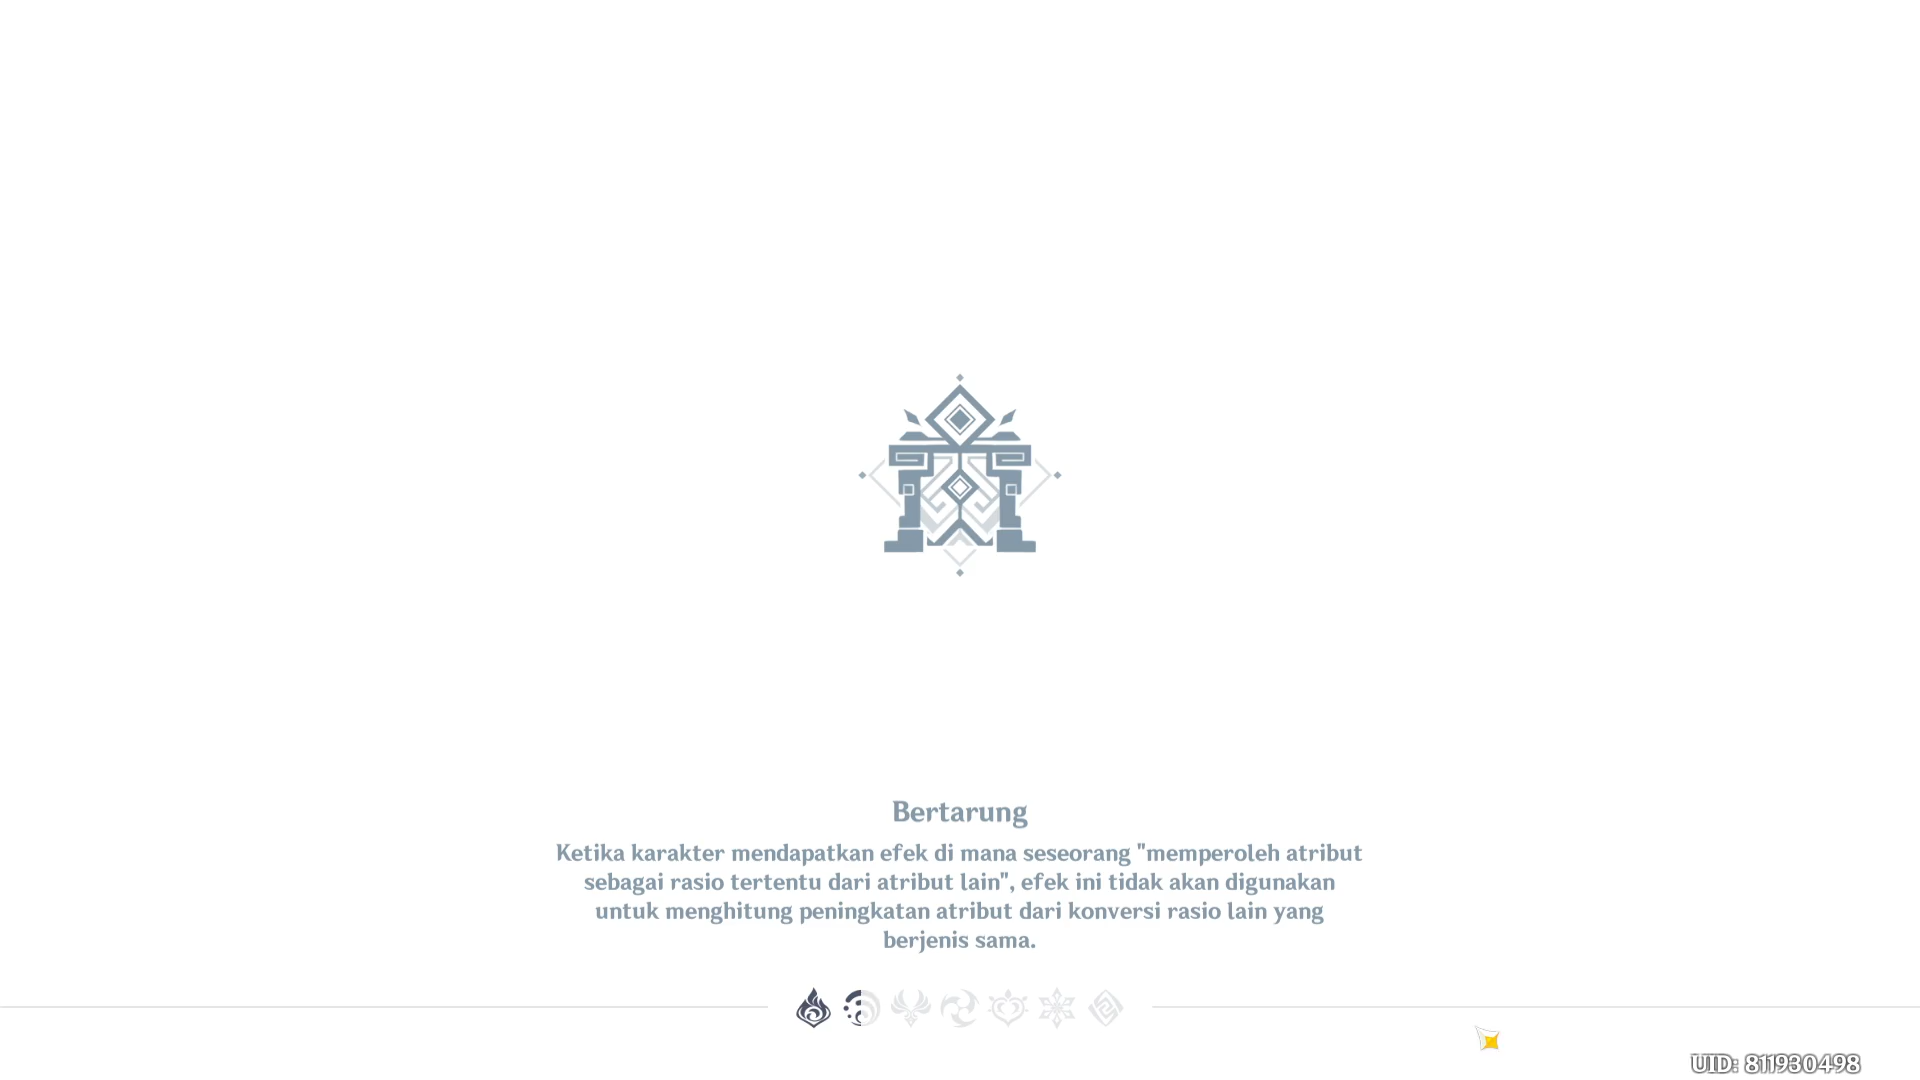 Bertarung
Ketika karakter mendapatkan efek di mana seseorang "memperoleh atribut
sebagai rasio tertentu dari atribut lain", efek ini tidak akan digunakan
untuk menghitung peningkatan atribut dari konversi rasio lain yang
berjenis sama.
UID: 811930498